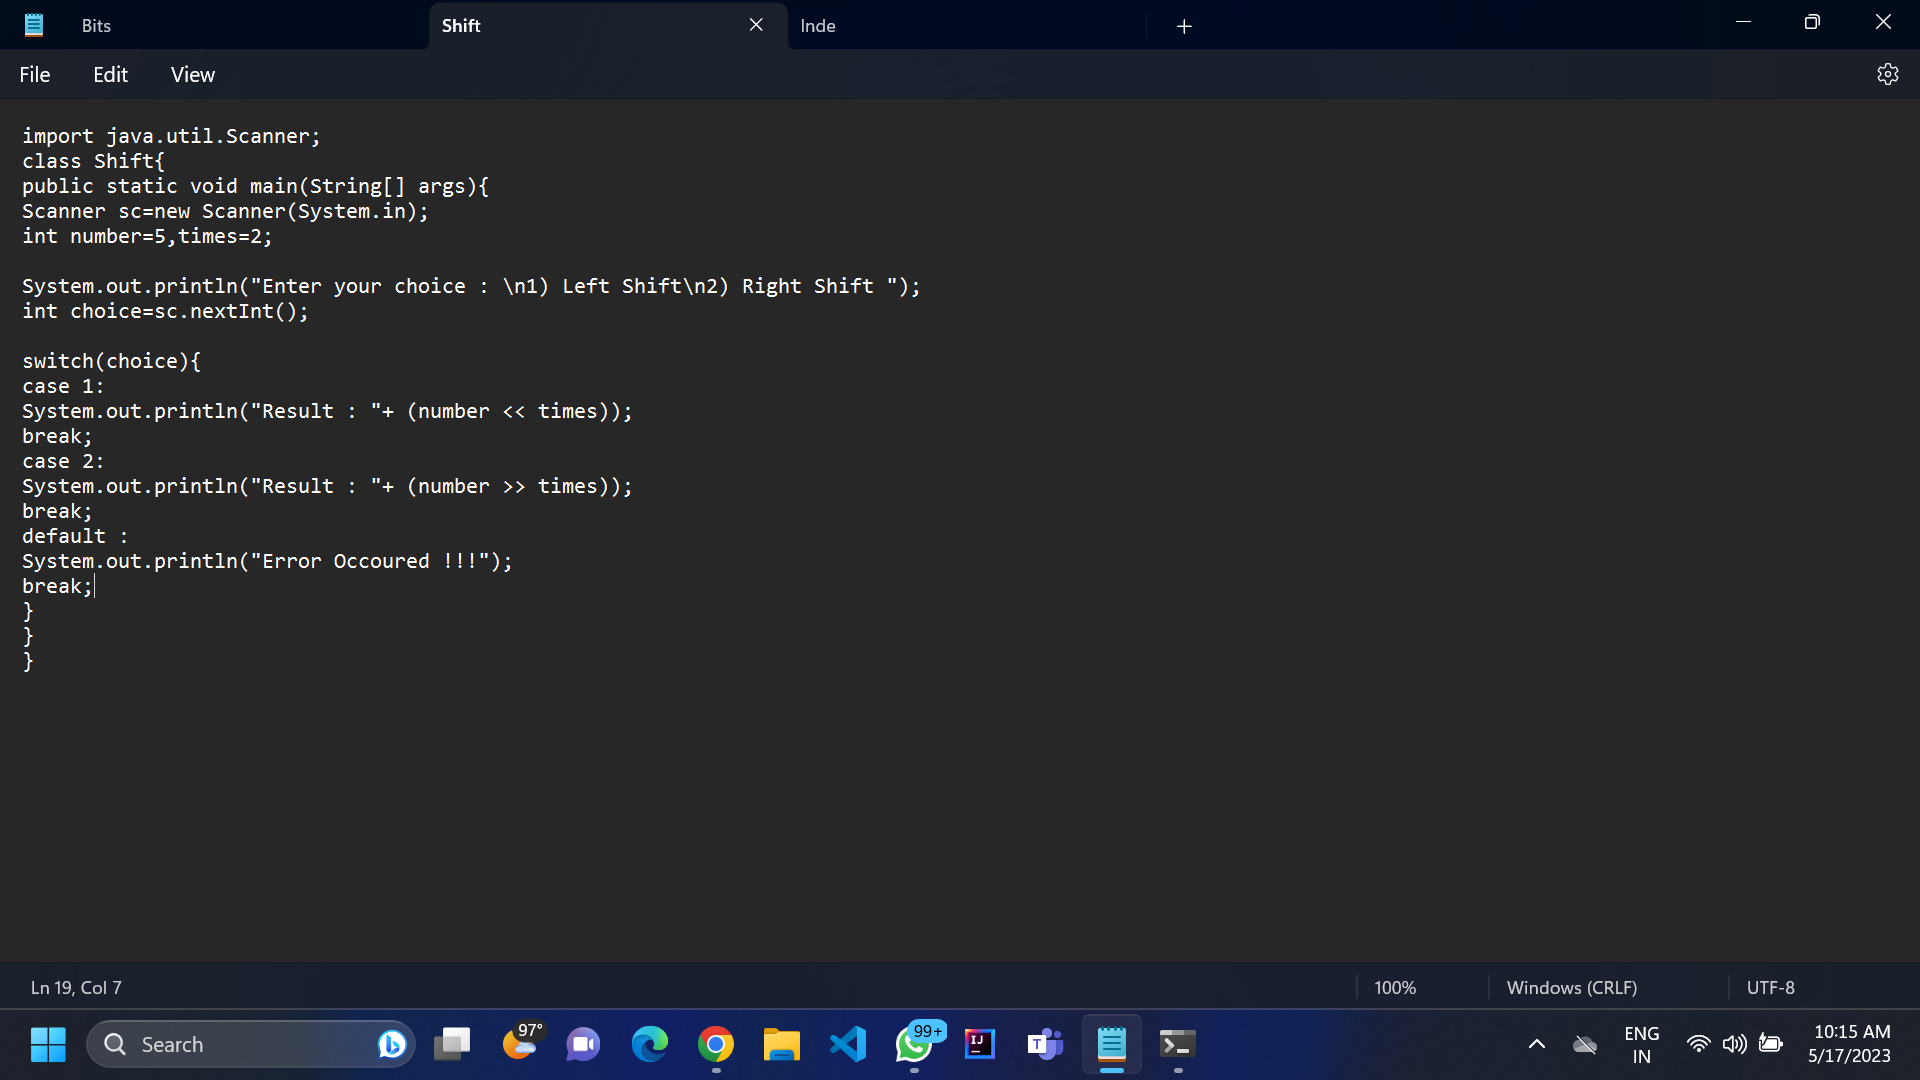 Bits
Shift
Inde
File
Edit
View
import java.util.Scanner;
class Shift{
public static void main(String[] args){
Scanner sc=new Scanner(System.in);
int number=5,times=2;
System.out.println("Enter your choice : \n1) Left Shift\n2) Right Shift ");
int choice=sc.nextInt();
switch(choice){
case 1:
System.out.println("Result : "+ (number << times));
break;
case 2:
System.out.println("Result : "+ (number >> times));
break;
default :
System.out.println("Error Occoured !!!");
break;
}
}
}
Ln 19, Col 7
100%
Windows (CRLF)
UTF-8
Search
97°
99+
IJ
T
ENG
IN
10:15 AM
5/17/2023